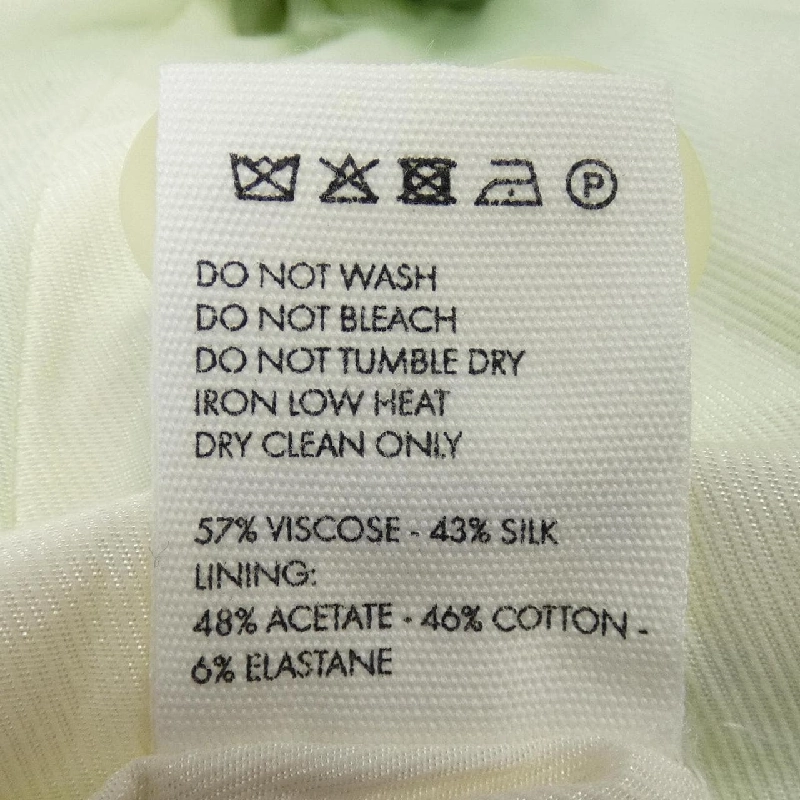 P
DO NOT WASH
DO NOT BLEACH
DO NOT TUMBLE DRY
IRON LOW HEAT
DRY CLEAN ONLY
57% VISCOSE - 43% SILK
LINING:
48% ACETATE - 46% COTTON -
6% ELASTANE